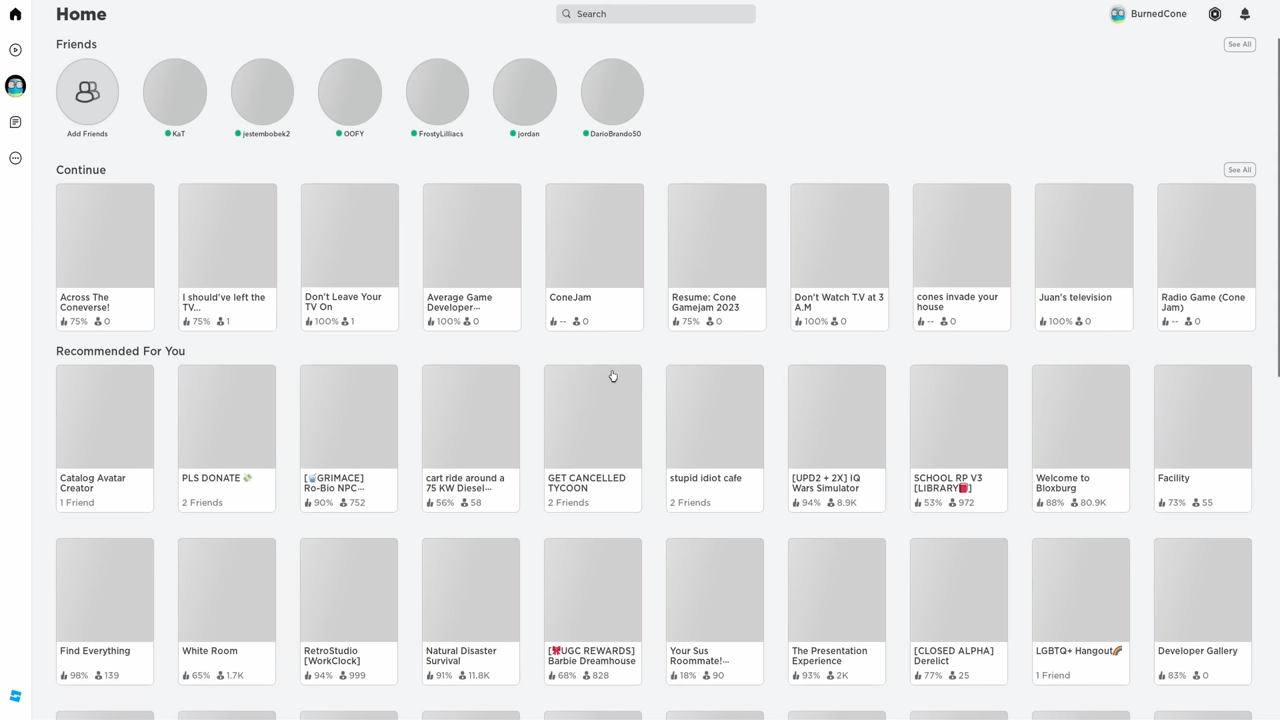 Home
Search
BurnedCone
Friends
See All
Add Friends
KaT
jestembobek2
OOFY
FrostyLilliacs
jordan
DarioBrando50
Continue
See All
Across The
Coneverse!
75% 0
I should've left the
TV...
75% 1
Don't Leave Your
TV On
100% 1
Average Game
Developer...
100% 0
ConeJam
-- 0
Resume: Cone
Gamejam 2023
75% 0
Don't Watch T.V at 3
A.M
100% 0
cones invade your
house
-- 0
Juan's television
100% 0
Radio Game (Cone
Jam)
-- 0
Recommended For You
Catalog Avatar
Creator
1 Friend
PLS DONATE 💸
2 Friends
[🥤GRIMACE]
Ro-Bio NPC...
90% 752
cart ride around a
75 KW Diesel...
56% 58
GET CANCELLED
TYCOON
2 Friends
stupid idiot cafe
2 Friends
[UPD2 + 2X] IQ
Wars Simulator
94% 8.9K
SCHOOL RP V3
[LIBRARY📕]
53% 972
Welcome to
Bloxburg
88% 80.9K
Facility
73% 55
Find Everything
98% 139
White Room
65% 1.7K
RetroStudio
[WorkClock]
94% 999
Natural Disaster
Survival
91% 11.8K
[🎀UGC REWARDS]
Barbie Dreamhouse
68% 828
Your Sus
Roommate!...
18% 90
The Presentation
Experience
93% 2K
[CLOSED ALPHA]
Derelict
77% 25
LGBTQ+ Hangout🌈
1 Friend
Developer Gallery
83% 0